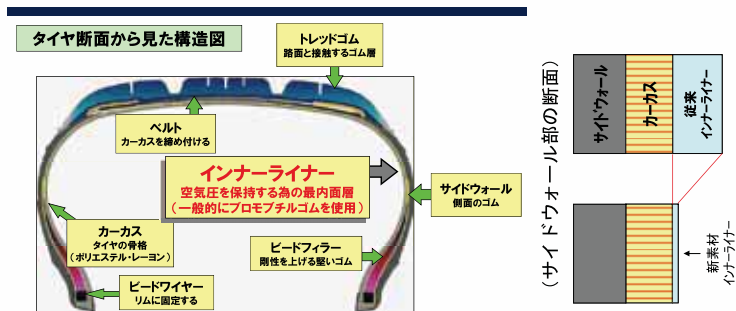 タイヤ断面から見た構造図
トレッドゴム
路面と接触するゴム層
ベルト
カーカスを締め付ける
インナーライナー
空気圧を保持する為の最内面層
(一般的にブロモブチルゴムを使用)
サイドウォール
側面のゴム
カーカス
タイヤの骨格
(ポリエステル・レーヨン)
ビードフィラー
剛性を上げる堅いゴム
ビードワイヤー
リムに固定する
(サイドウォール部の断面)
サイドウォール
カーカス
従来
インナーライナー
新素材
インナーライナー